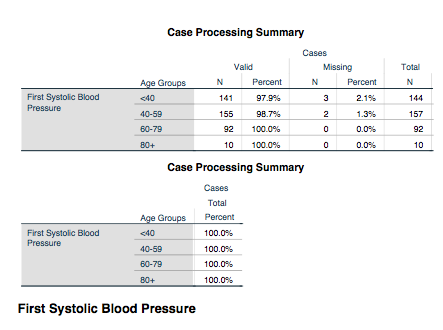 Case Processing Summary
Cases
Valid Missing Total
Age Groups N Percent N Percent N
First Systolic Blood Pressure <40 141 97.9% 3 2.1% 144
40-59 155 98.7% 2 1.3% 157
60-79 92 100.0% 0 0.0% 92
80+ 10 100.0% 0 0.0% 10
Case Processing Summary
Cases
Total
Age Groups Percent
First Systolic Blood Pressure <40 100.0%
40-59 100.0%
60-79 100.0%
80+ 100.0%
First Systolic Blood Pressure